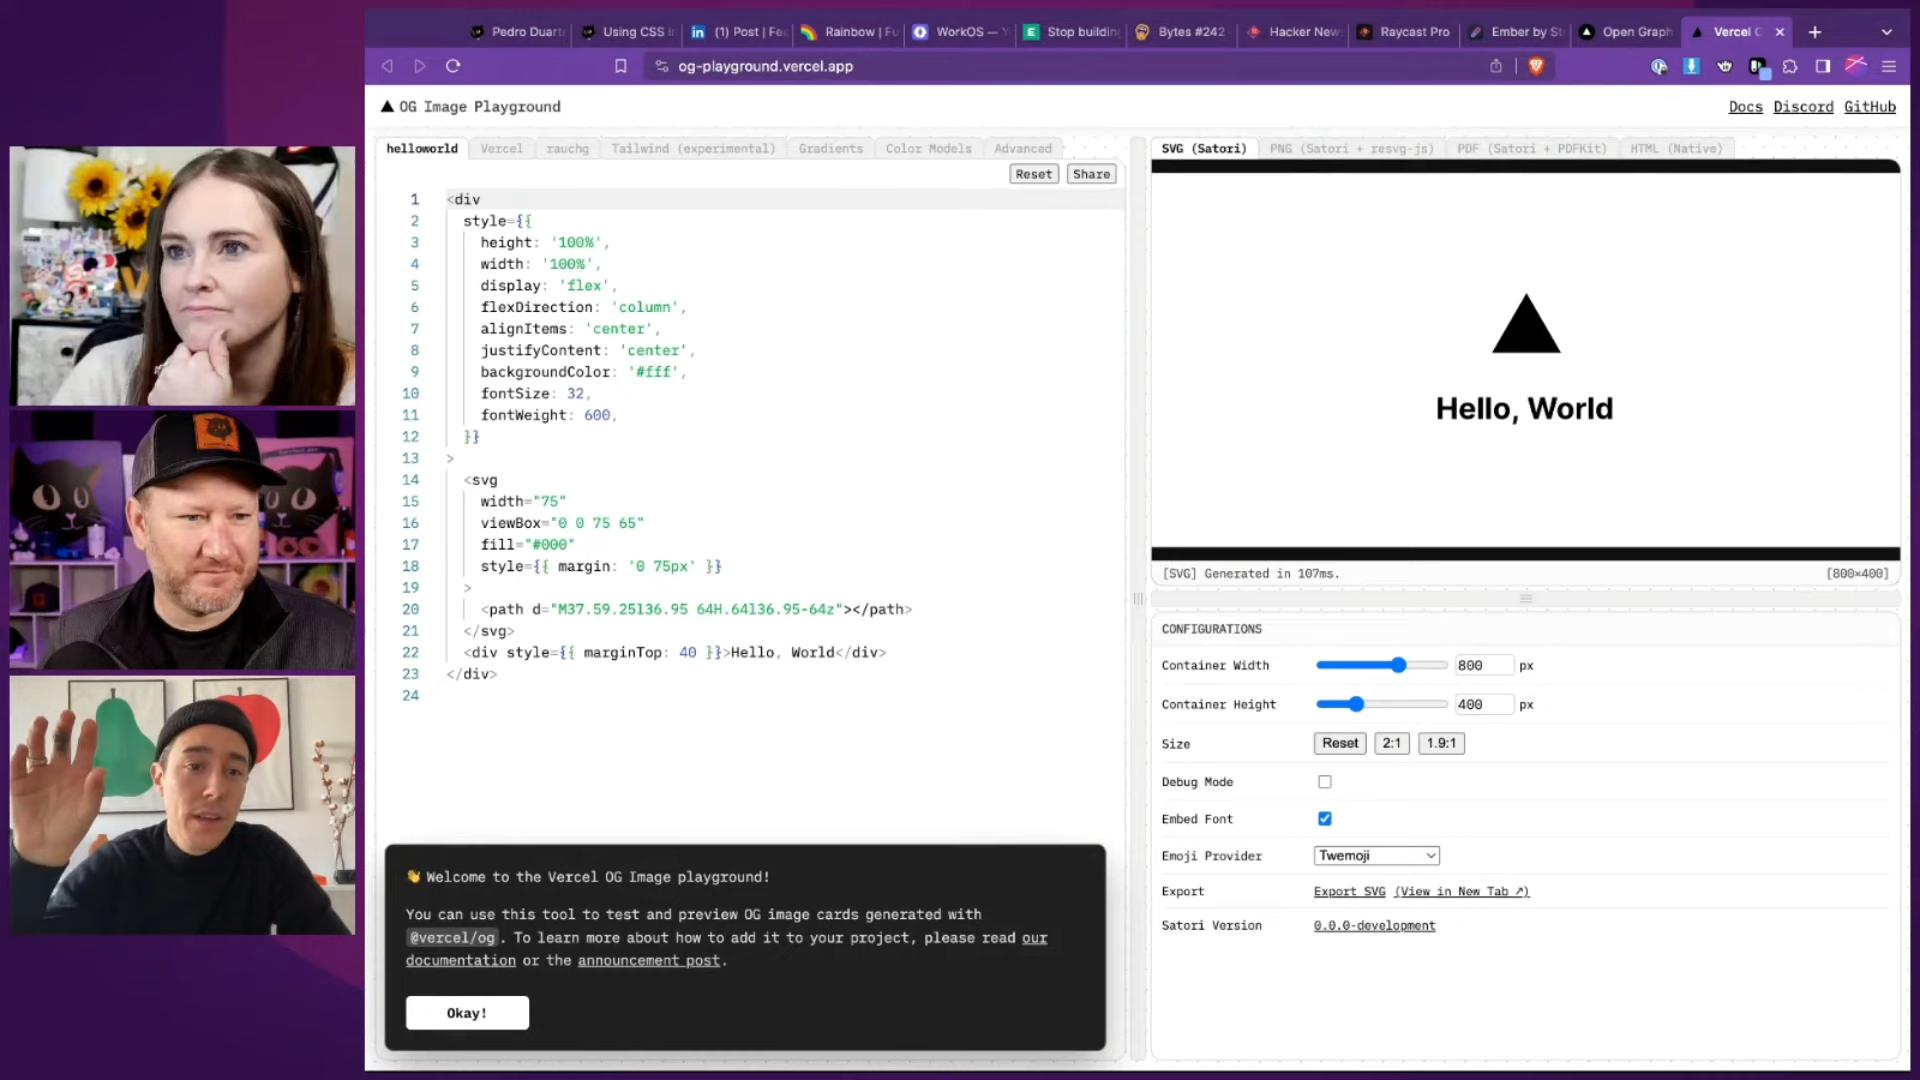 Pedro Duart
Using CSS i
(1) Post | Fe
Rainbow | Fu
WorkOS — Y
Stop building
Bytes #242
Hacker New
Raycast Pro
Ember by St
Open Graph
Vercel O
og-playground.vercel.app
OG Image Playground
Docs Discord GitHub
helloworld Vercel rauchg Tailwind (experimental) Gradients Color Models Advanced
Reset Share
1 <div
2 style={{
3 height: '100%',
4 width: '100%',
5 display: 'flex',
6 flexDirection: 'column',
7 alignItems: 'center',
8 justifyContent: 'center',
9 backgroundColor: '#fff',
10 fontSize: 32,
11 fontWeight: 600,
12 }}
13 >
14 <svg
15 width="75"
16 viewBox="0 0 75 65"
17 fill="#000"
18 style={{ margin: '0 75px' }}
19 >
20 <path d="M37.59.25l36.95 64H.64l36.95-64z"></path>
21 </svg>
22 <div style={{ marginTop: 40 }}>Hello, World</div>
23 </div>
24
👋 Welcome to the Vercel OG Image playground!
You can use this tool to test and preview OG image cards generated with
@vercel/og. To learn more about how to add it to your project, please read our
documentation or the announcement post.
Okay!
SVG (Satori) PNG (Satori + resvg-js) PDF (Satori + PDFKit) HTML (Native)
Hello, World
[SVG] Generated in 107ms. [800×400]
CONFIGURATIONS
Container Width 800 px
Container Height 400 px
Size Reset 2:1 1.9:1
Debug Mode
Embed Font
Emoji Provider Twemoji
Export Export SVG (View in New Tab ↗)
Satori Version 0.0.0-development